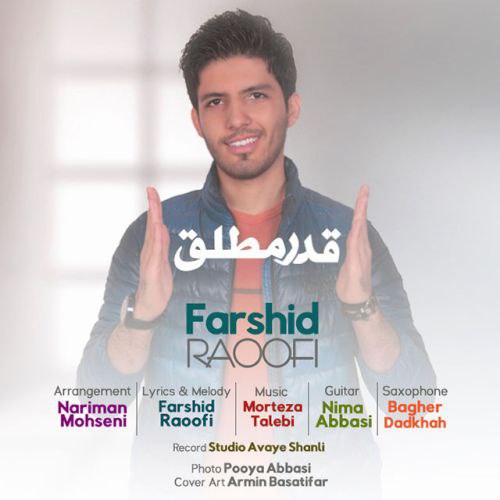 قدر مطلق
Farshid
RAOOFI
Arrangement
Nariman
Mohseni
Lyrics & Melody
Farshid
Raoofi
Music
Morteza
Talebi
Guitar
Nima
Abbasi
Saxophone
Bagher
Dadkhah
Record Studio Avaye Shanli
Photo Pooya Abbasi
Cover Art Armin Basatifar